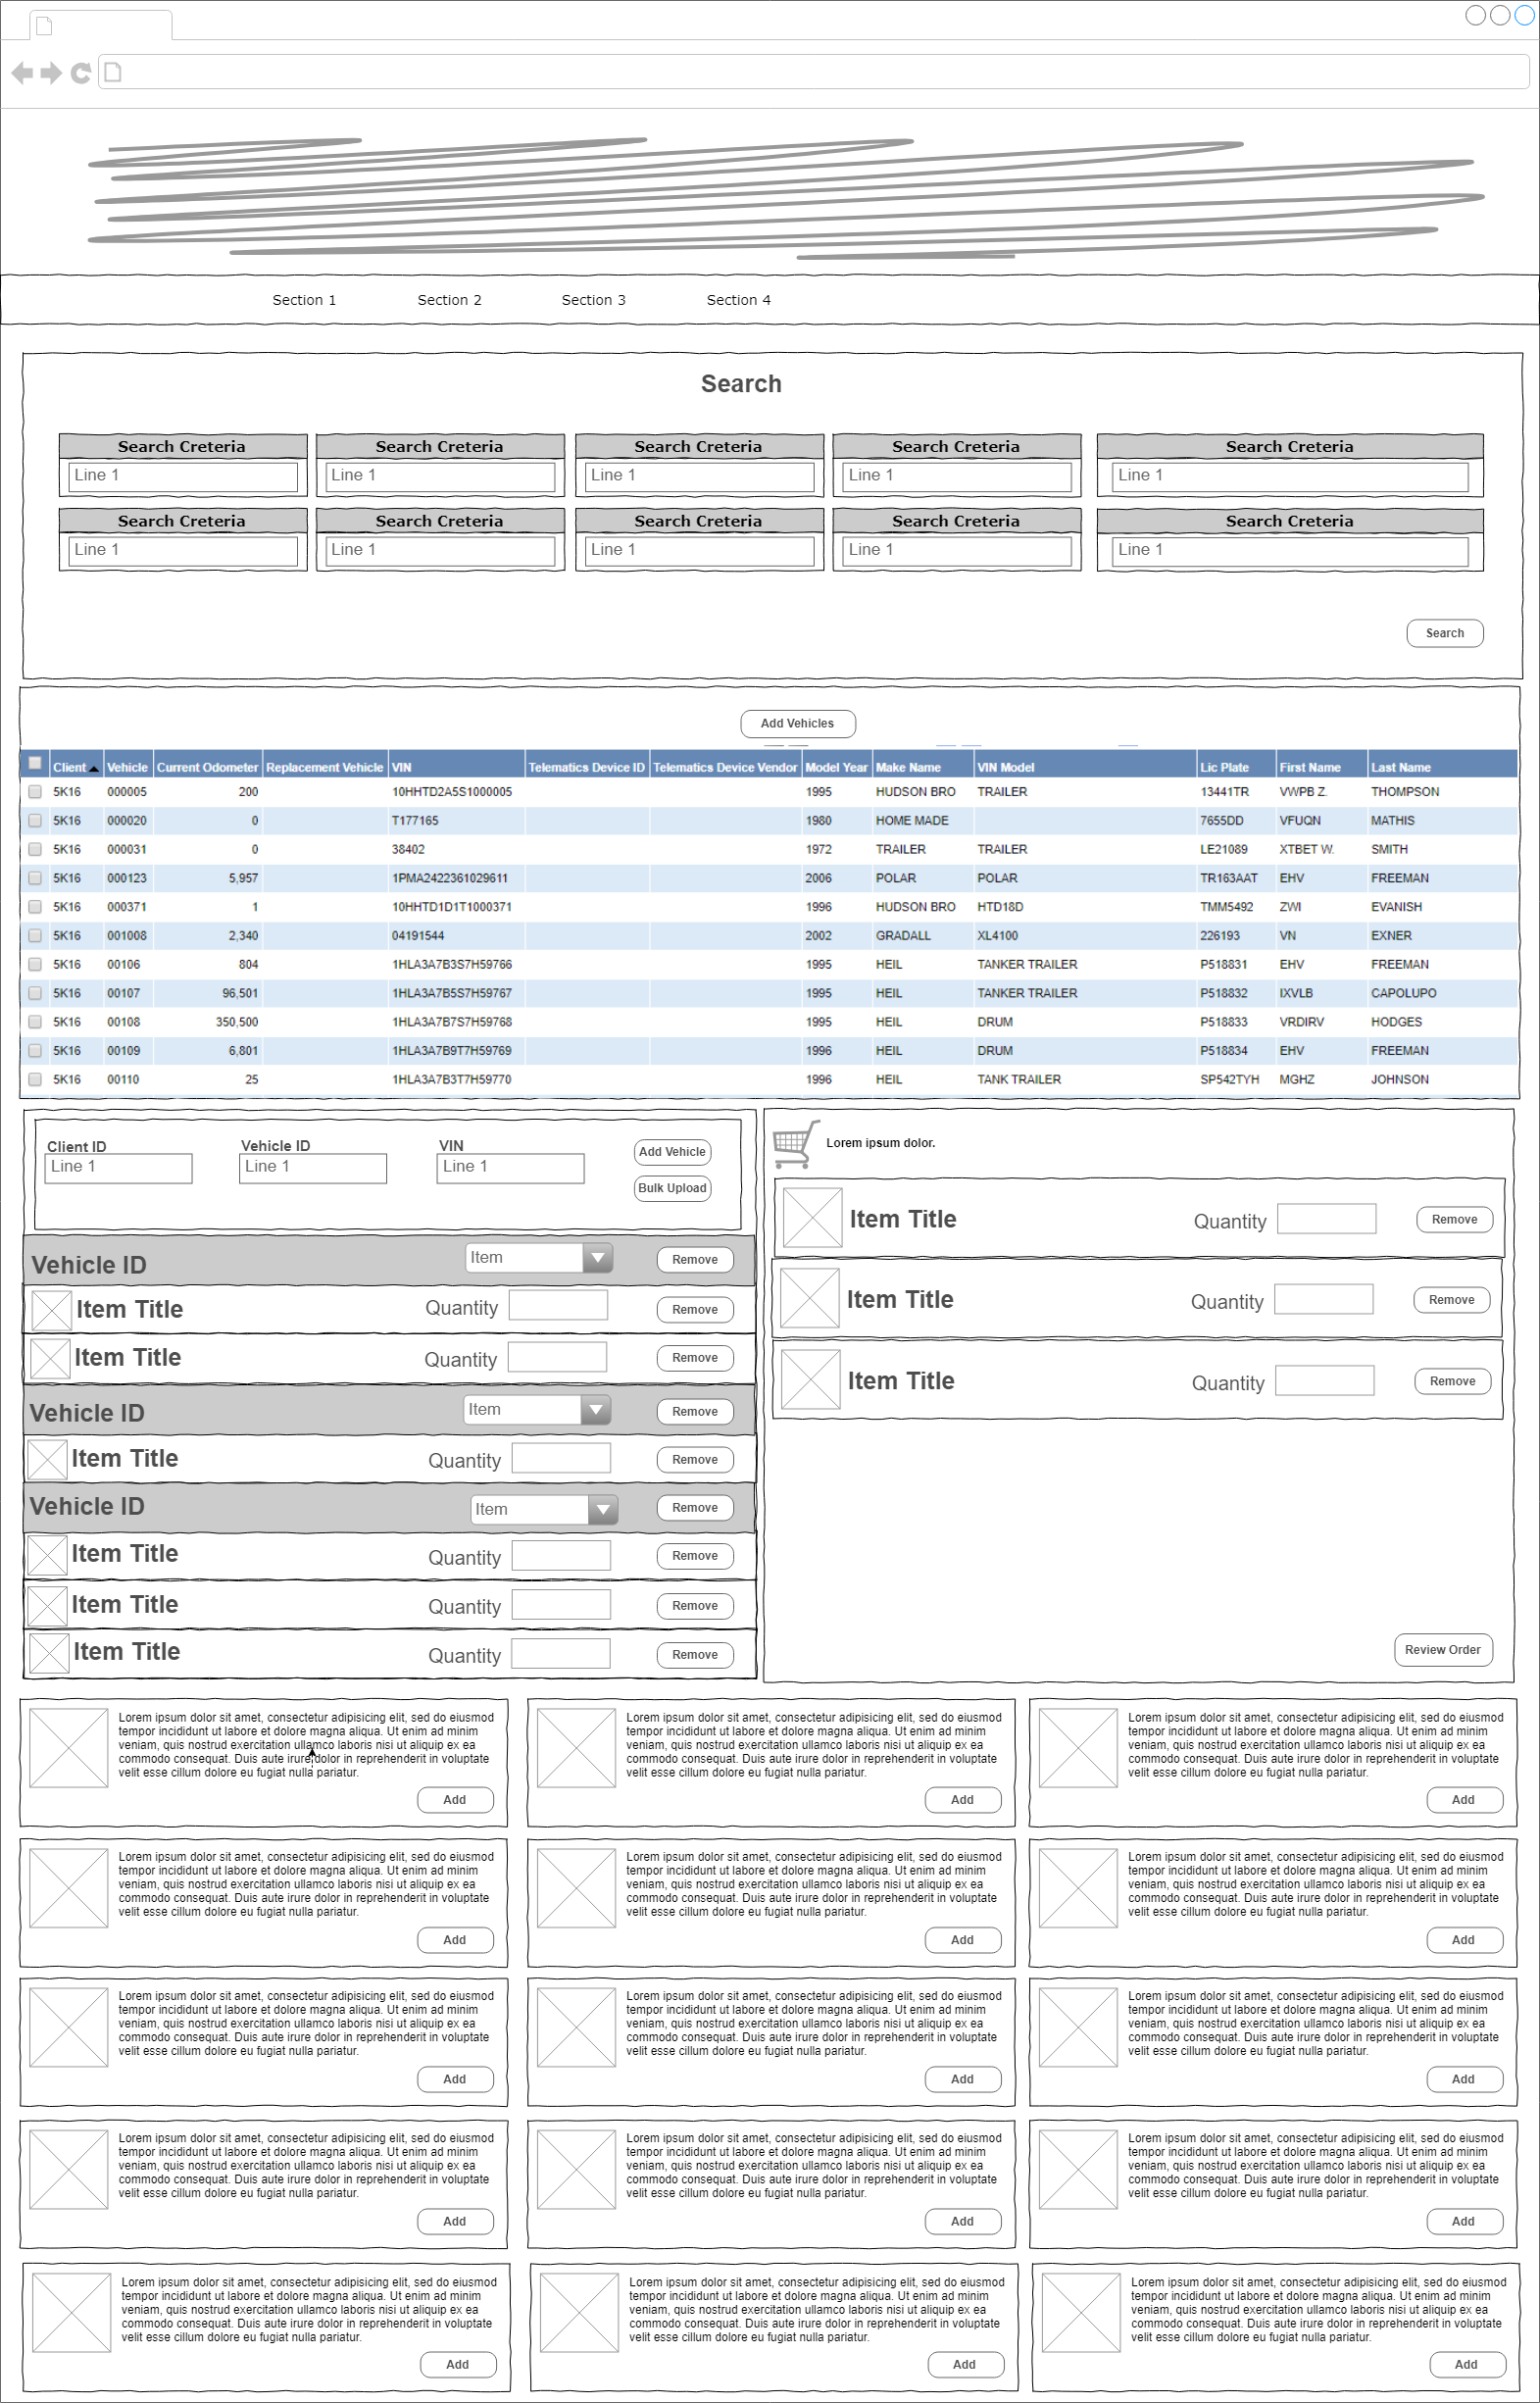 Section 1 Section 2 Section 3 Section 4
Search
Search Creteria Search Creteria Search Creteria Search Creteria Search Creteria
Line 1 Line 1 Line 1 Line 1 Line 1
Search Creteria Search Creteria Search Creteria Search Creteria Search Creteria
Line 1 Line 1 Line 1 Line 1 Line 1
Search
Add Vehicles
Client Vehicle Current Odometer Replacement Vehicle VIN Telematics Device ID Telematics Device Vendor Model Year Make Name VIN Model Lic Plate First Name Last Name
5K16 000005 200 10HHTD2A5S1000005 1995 HUDSON BRO TRAILER 13441TR VWPB Z. THOMPSON
5K16 000020 0 T177165 1980 HOME MADE 7655DD VFUQN MATHIS
5K16 000031 0 38402 1972 TRAILER TRAILER LE21089 XTBET W. SMITH
5K16 000123 5,957 1PMA2422361029611 2006 POLAR POLAR TR163AAT EHV FREEMAN
5K16 000371 1 10HHTD1D1T1000371 1996 HUDSON BRO HTD18D TMM5492 ZWI EVANISH
5K16 001008 2,340 04191544 2002 GRADALL XL4100 226193 VN EXNER
5K16 00106 804 1HLA3A7B3S7H59766 1995 HEIL TANKER TRAILER P518831 EHV FREEMAN
5K16 00107 96,501 1HLA3A7B5S7H59767 1995 HEIL TANKER TRAILER P518832 IXVLB CAPOLUPO
5K16 00108 350,500 1HLA3A7B7S7H59768 1995 HEIL DRUM P518833 VRDIRV HODGES
5K16 00109 6,801 1HLA3A7B9T7H59769 1996 HEIL DRUM P518834 EHV FREEMAN
5K16 00110 25 1HLA3A7B3T7H59770 1996 HEIL TANK TRAILER SP542TYH MGHZ JOHNSON
Client ID Vehicle ID VIN
Line 1 Line 1 Line 1
Add Vehicle
Bulk Upload
Vehicle ID Item Remove
Item Title Quantity Remove
Item Title Quantity Remove
Vehicle ID Item Remove
Item Title Quantity Remove
Vehicle ID Item Remove
Item Title Quantity Remove
Item Title Quantity Remove
Item Title Quantity Remove
Lorem ipsum dolor.
Item Title Quantity Remove
Item Title Quantity Remove
Item Title Quantity Remove
Review Order
Lorem ipsum dolor sit amet, consectetur adipisicing elit, sed do eiusmod
tempor incididunt ut labore et dolore magna aliqua. Ut enim ad minim
veniam, quis nostrud exercitation ullamco laboris nisi ut aliquip ex ea
commodo consequat. Duis aute irure dolor in reprehenderit in voluptate
velit esse cillum dolore eu fugiat nulla pariatur.
Add
Lorem ipsum dolor sit amet, consectetur adipisicing elit, sed do eiusmod
tempor incididunt ut labore et dolore magna aliqua. Ut enim ad minim
veniam, quis nostrud exercitation ullamco laboris nisi ut aliquip ex ea
commodo consequat. Duis aute irure dolor in reprehenderit in voluptate
velit esse cillum dolore eu fugiat nulla pariatur.
Add
Lorem ipsum dolor sit amet, consectetur adipisicing elit, sed do eiusmod
tempor incididunt ut labore et dolore magna aliqua. Ut enim ad minim
veniam, quis nostrud exercitation ullamco laboris nisi ut aliquip ex ea
commodo consequat. Duis aute irure dolor in reprehenderit in voluptate
velit esse cillum dolore eu fugiat nulla pariatur.
Add
Lorem ipsum dolor sit amet, consectetur adipisicing elit, sed do eiusmod
tempor incididunt ut labore et dolore magna aliqua. Ut enim ad minim
veniam, quis nostrud exercitation ullamco laboris nisi ut aliquip ex ea
commodo consequat. Duis aute irure dolor in reprehenderit in voluptate
velit esse cillum dolore eu fugiat nulla pariatur.
Add
Lorem ipsum dolor sit amet, consectetur adipisicing elit, sed do eiusmod
tempor incididunt ut labore et dolore magna aliqua. Ut enim ad minim
veniam, quis nostrud exercitation ullamco laboris nisi ut aliquip ex ea
commodo consequat. Duis aute irure dolor in reprehenderit in voluptate
velit esse cillum dolore eu fugiat nulla pariatur.
Add
Lorem ipsum dolor sit amet, consectetur adipisicing elit, sed do eiusmod
tempor incididunt ut labore et dolore magna aliqua. Ut enim ad minim
veniam, quis nostrud exercitation ullamco laboris nisi ut aliquip ex ea
commodo consequat. Duis aute irure dolor in reprehenderit in voluptate
velit esse cillum dolore eu fugiat nulla pariatur.
Add
Lorem ipsum dolor sit amet, consectetur adipisicing elit, sed do eiusmod
tempor incididunt ut labore et dolore magna aliqua. Ut enim ad minim
veniam, quis nostrud exercitation ullamco laboris nisi ut aliquip ex ea
commodo consequat. Duis aute irure dolor in reprehenderit in voluptate
velit esse cillum dolore eu fugiat nulla pariatur.
Add
Lorem ipsum dolor sit amet, consectetur adipisicing elit, sed do eiusmod
tempor incididunt ut labore et dolore magna aliqua. Ut enim ad minim
veniam, quis nostrud exercitation ullamco laboris nisi ut aliquip ex ea
commodo consequat. Duis aute irure dolor in reprehenderit in voluptate
velit esse cillum dolore eu fugiat nulla pariatur.
Add
Lorem ipsum dolor sit amet, consectetur adipisicing elit, sed do eiusmod
tempor incididunt ut labore et dolore magna aliqua. Ut enim ad minim
veniam, quis nostrud exercitation ullamco laboris nisi ut aliquip ex ea
commodo consequat. Duis aute irure dolor in reprehenderit in voluptate
velit esse cillum dolore eu fugiat nulla pariatur.
Add
Lorem ipsum dolor sit amet, consectetur adipisicing elit, sed do eiusmod
tempor incididunt ut labore et dolore magna aliqua. Ut enim ad minim
veniam, quis nostrud exercitation ullamco laboris nisi ut aliquip ex ea
commodo consequat. Duis aute irure dolor in reprehenderit in voluptate
velit esse cillum dolore eu fugiat nulla pariatur.
Add
Lorem ipsum dolor sit amet, consectetur adipisicing elit, sed do eiusmod
tempor incididunt ut labore et dolore magna aliqua. Ut enim ad minim
veniam, quis nostrud exercitation ullamco laboris nisi ut aliquip ex ea
commodo consequat. Duis aute irure dolor in reprehenderit in voluptate
velit esse cillum dolore eu fugiat nulla pariatur.
Add
Lorem ipsum dolor sit amet, consectetur adipisicing elit, sed do eiusmod
tempor incididunt ut labore et dolore magna aliqua. Ut enim ad minim
veniam, quis nostrud exercitation ullamco laboris nisi ut aliquip ex ea
commodo consequat. Duis aute irure dolor in reprehenderit in voluptate
velit esse cillum dolore eu fugiat nulla pariatur.
Add
Lorem ipsum dolor sit amet, consectetur adipisicing elit, sed do eiusmod
tempor incididunt ut labore et dolore magna aliqua. Ut enim ad minim
veniam, quis nostrud exercitation ullamco laboris nisi ut aliquip ex ea
commodo consequat. Duis aute irure dolor in reprehenderit in voluptate
velit esse cillum dolore eu fugiat nulla pariatur.
Add
Lorem ipsum dolor sit amet, consectetur adipisicing elit, sed do eiusmod
tempor incididunt ut labore et dolore magna aliqua. Ut enim ad minim
veniam, quis nostrud exercitation ullamco laboris nisi ut aliquip ex ea
commodo consequat. Duis aute irure dolor in reprehenderit in voluptate
velit esse cillum dolore eu fugiat nulla pariatur.
Add
Lorem ipsum dolor sit amet, consectetur adipisicing elit, sed do eiusmod
tempor incididunt ut labore et dolore magna aliqua. Ut enim ad minim
veniam, quis nostrud exercitation ullamco laboris nisi ut aliquip ex ea
commodo consequat. Duis aute irure dolor in reprehenderit in voluptate
velit esse cillum dolore eu fugiat nulla pariatur.
Add